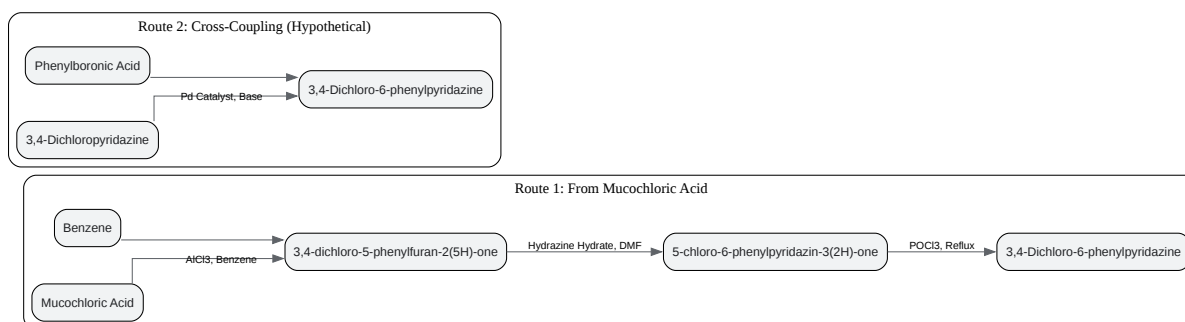 Route 2: Cross-Coupling (Hypothetical)
Phenylboronic Acid
3,4-Dichloro-6-phenylpyridazine
Pd Catalyst, Base
3,4-Dichloropyridazine
Route 1: From Mucochloric Acid
Benzene
3,4-dichloro-5-phenylfuran-2(5H)-one
Hydrazine Hydrate, DMF
5-chloro-6-phenylpyridazin-3(2H)-one
POCl3, Reflux
3,4-Dichloro-6-phenylpyridazine
AlCl3, Benzene
Mucochloric Acid